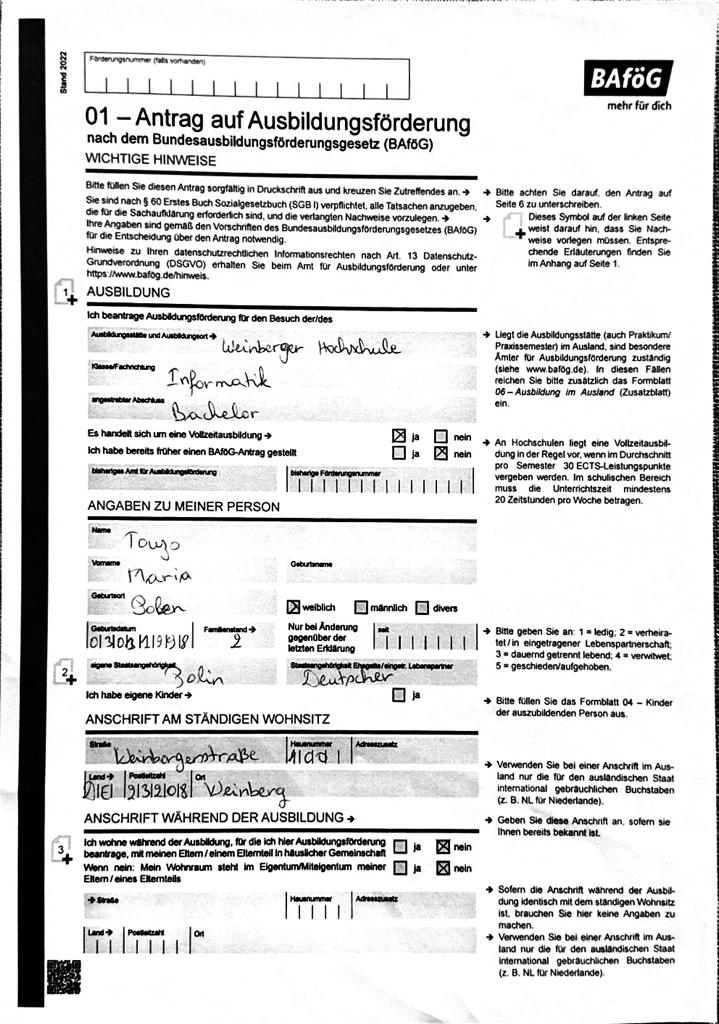 Stand 2022
Förderungsnummer (falls vorhanden)
BAföG
mehr für dich
01 – Antrag auf Ausbildungsförderung
nach dem Bundesausbildungsförderungsgesetz (BAföG)
WICHTIGE HINWEISE
Bitte füllen Sie diesen Antrag sorgfältig in Druckschrift aus und kreuzen Sie Zutreffendes an. →
Sie sind nach § 60 Erstes Buch Sozialgesetzbuch (SGB I) verpflichtet, alle Tatsachen anzugeben,
die für die Sachaufklärung erforderlich sind, und die verlangten Nachweise vorzulegen. →
Ihre Angaben sind gemäß den Vorschriften des Bundesausbildungsförderungsgesetzes (BAföG)
für die Entscheidung über den Antrag notwendig.
Hinweise zu Ihren datenschutzrechtlichen Informationsrechten nach Art. 13 Datenschutz-
Grundverordnung (DSGVO) erhalten Sie beim Amt für Ausbildungsförderung oder unter
https://www.bafög.de/hinweis.
→ Bitte achten Sie darauf, den Antrag auf
Seite 6 zu unterschreiben.
→ Dieses Symbol auf der linken Seite
weist darauf hin, dass Sie Nach-
weise vorlegen müssen. Entspre-
chende Erläuterungen finden Sie
im Anhang auf Seite 1.
1 AUSBILDUNG
Ich beantrage Ausbildungsförderung für den Besuch der/des
Ausbildungsstätte und Ausbildungsort → Weinberger Hochschule
Klasse/Fachrichtung
Informatik
angestrebter Abschluss
Bachelor
→ Liegt die Ausbildungsstätte (auch Praktikum/
Praxissemester) im Ausland, sind besondere
Ämter für Ausbildungsförderung zuständig
(siehe www.bafög.de). In diesen Fällen
reichen Sie bitte zusätzlich das Formblatt
06 – Ausbildung im Ausland (Zusatzblatt)
ein.
Es handelt sich um eine Vollzeitausbildung → ja nein
Ich habe bereits früher einen BAföG-Antrag gestellt ja nein
bisheriges Amt für Ausbildungsförderung bisherige Förderungsnummer
→ An Hochschulen liegt eine Vollzeitausbil-
dung in der Regel vor, wenn im Durchschnitt
pro Semester 30 ECTS-Leistungspunkte
vergeben werden. Im schulischen Bereich
muss die Unterrichtszeit mindestens
20 Zeitstunden pro Woche betragen.
ANGABEN ZU MEINER PERSON
Name
Vorname Geburtsname
Maria
Geburtsort
weiblich männlich divers
Geburtsdatum Familienstand →
2
Nur bei Änderung
gegenüber der
letzten Erklärung
seit
→ Bitte geben Sie an: 1 = ledig; 2 = verheira-
tet / in eingetragener Lebenspartnerschaft;
3 = dauernd getrennt lebend; 4 = verwitwet;
5 = geschieden/aufgehoben.
2 eigene Staatsangehörigkeit Staatsangehörigkeit Ehegatte/eingetr. Lebenspartner
Deutscher
Ich habe eigene Kinder → ja
→ Bitte füllen Sie das Formblatt 04 – Kinder
der auszubildenden Person aus.
ANSCHRIFT AM STÄNDIGEN WOHNSITZ
Straße Hausnummer Adresszusatz
Weinbergerstraße
Land → Postleitzahl Ort
23208 Weinberg
→ Verwenden Sie bei einer Anschrift im Aus-
land nur die für den ausländischen Staat
international gebräuchlichen Buchstaben
(z. B. NL für Niederlande).
ANSCHRIFT WÄHREND DER AUSBILDUNG →
→ Geben Sie diese Anschrift an, sofern sie
Ihnen bereits bekannt ist.
3 Ich wohne während der Ausbildung, für die ich hier Ausbildungsförderung
beantrage, mit meinen Eltern / einem Elternteil in häuslicher Gemeinschaft ja nein
Wenn nein: Mein Wohnraum steht im Eigentum/Miteigentum meiner
Eltern / eines Elternteils ja nein
→ Straße Hausnummer Adresszusatz
Land → Postleitzahl Ort
→ Sofern die Anschrift während der Ausbil-
dung identisch mit dem ständigen Wohnsitz
ist, brauchen Sie hier keine Angaben zu
machen.
→ Verwenden Sie bei einer Anschrift im Aus-
land nur die für den ausländischen Staat
international gebräuchlichen Buchstaben
(z. B. NL für Niederlande).